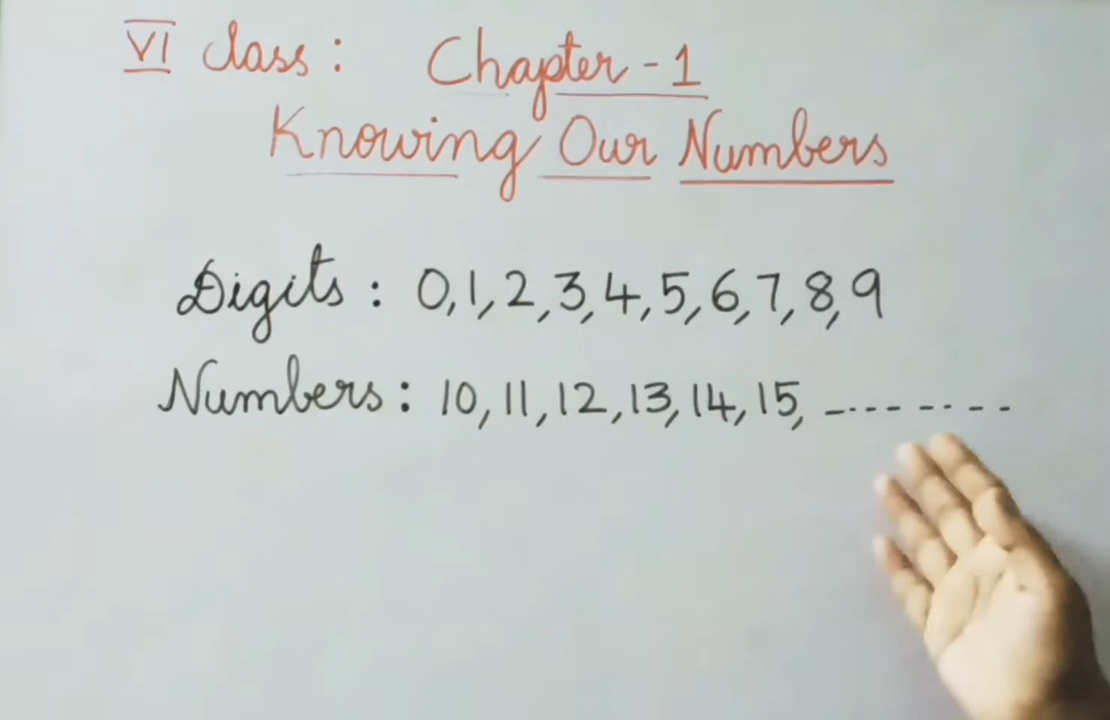 VI Class : Chapter - 1
Knowing Our Numbers
Digits : 0, 1, 2, 3, 4, 5, 6, 7, 8, 9
Numbers : 10, 11, 12, 13, 14, 15, --------